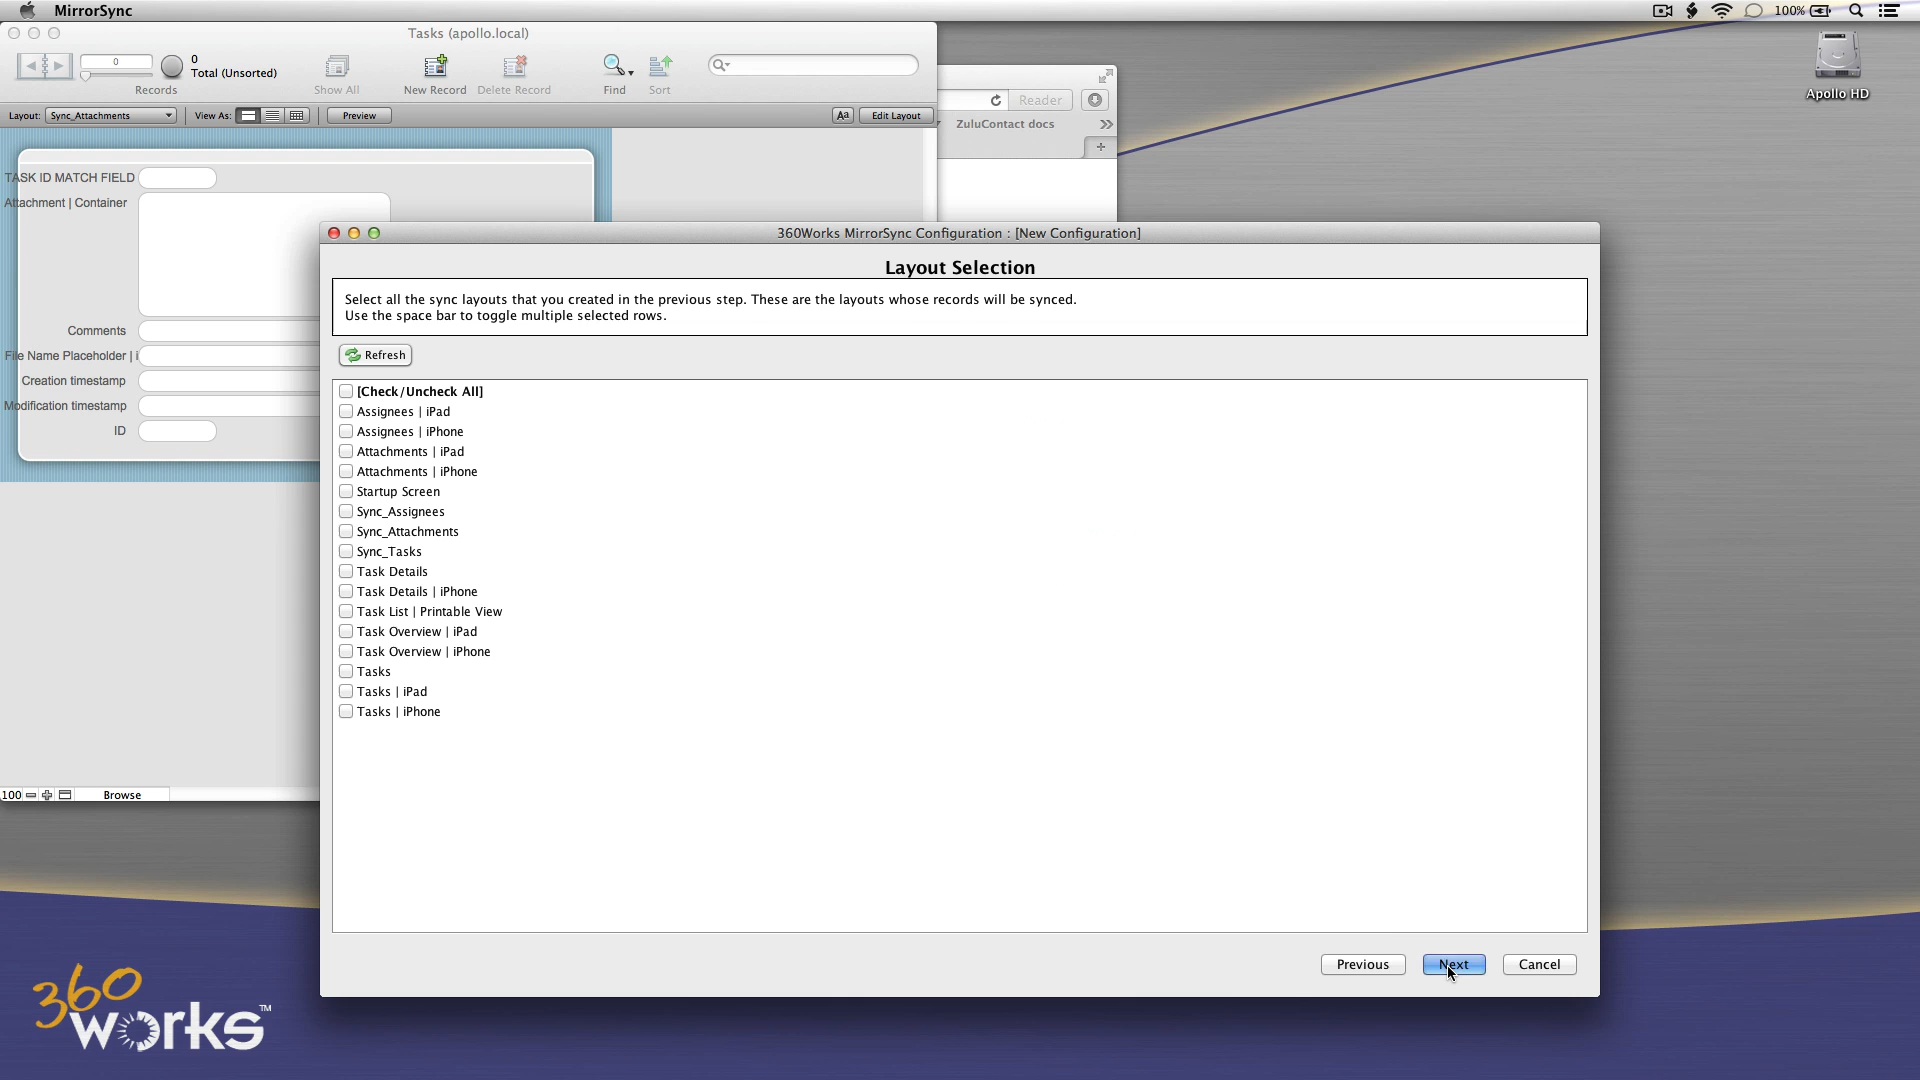 MirrorSync
100%
Tasks (apollo.local)
0
0
Total (Unsorted)
Records
Show All
New Record
Delete Record
Find
Sort
Layout:
Sync_Attachments
View As:
Preview
Aa
Edit Layout
Reader
ZuluContact docs
Apollo HD
TASK ID MATCH FIELD
Attachment | Container
Comments
File Name Placeholder | i
Creation timestamp
Modification timestamp
ID
100
Browse
360Works MirrorSync Configuration : [New Configuration]
Layout Selection
Select all the sync layouts that you created in the previous step. These are the layouts whose records will be synced.
Use the space bar to toggle multiple selected rows.
Refresh
[Check/Uncheck All]
Assignees | iPad
Assignees | iPhone
Attachments | iPad
Attachments | iPhone
Startup Screen
Sync_Assignees
Sync_Attachments
Sync_Tasks
Task Details
Task Details | iPhone
Task List | Printable View
Task Overview | iPad
Task Overview | iPhone
Tasks
Tasks | iPad
Tasks | iPhone
Previous
Next
Cancel
360
works™